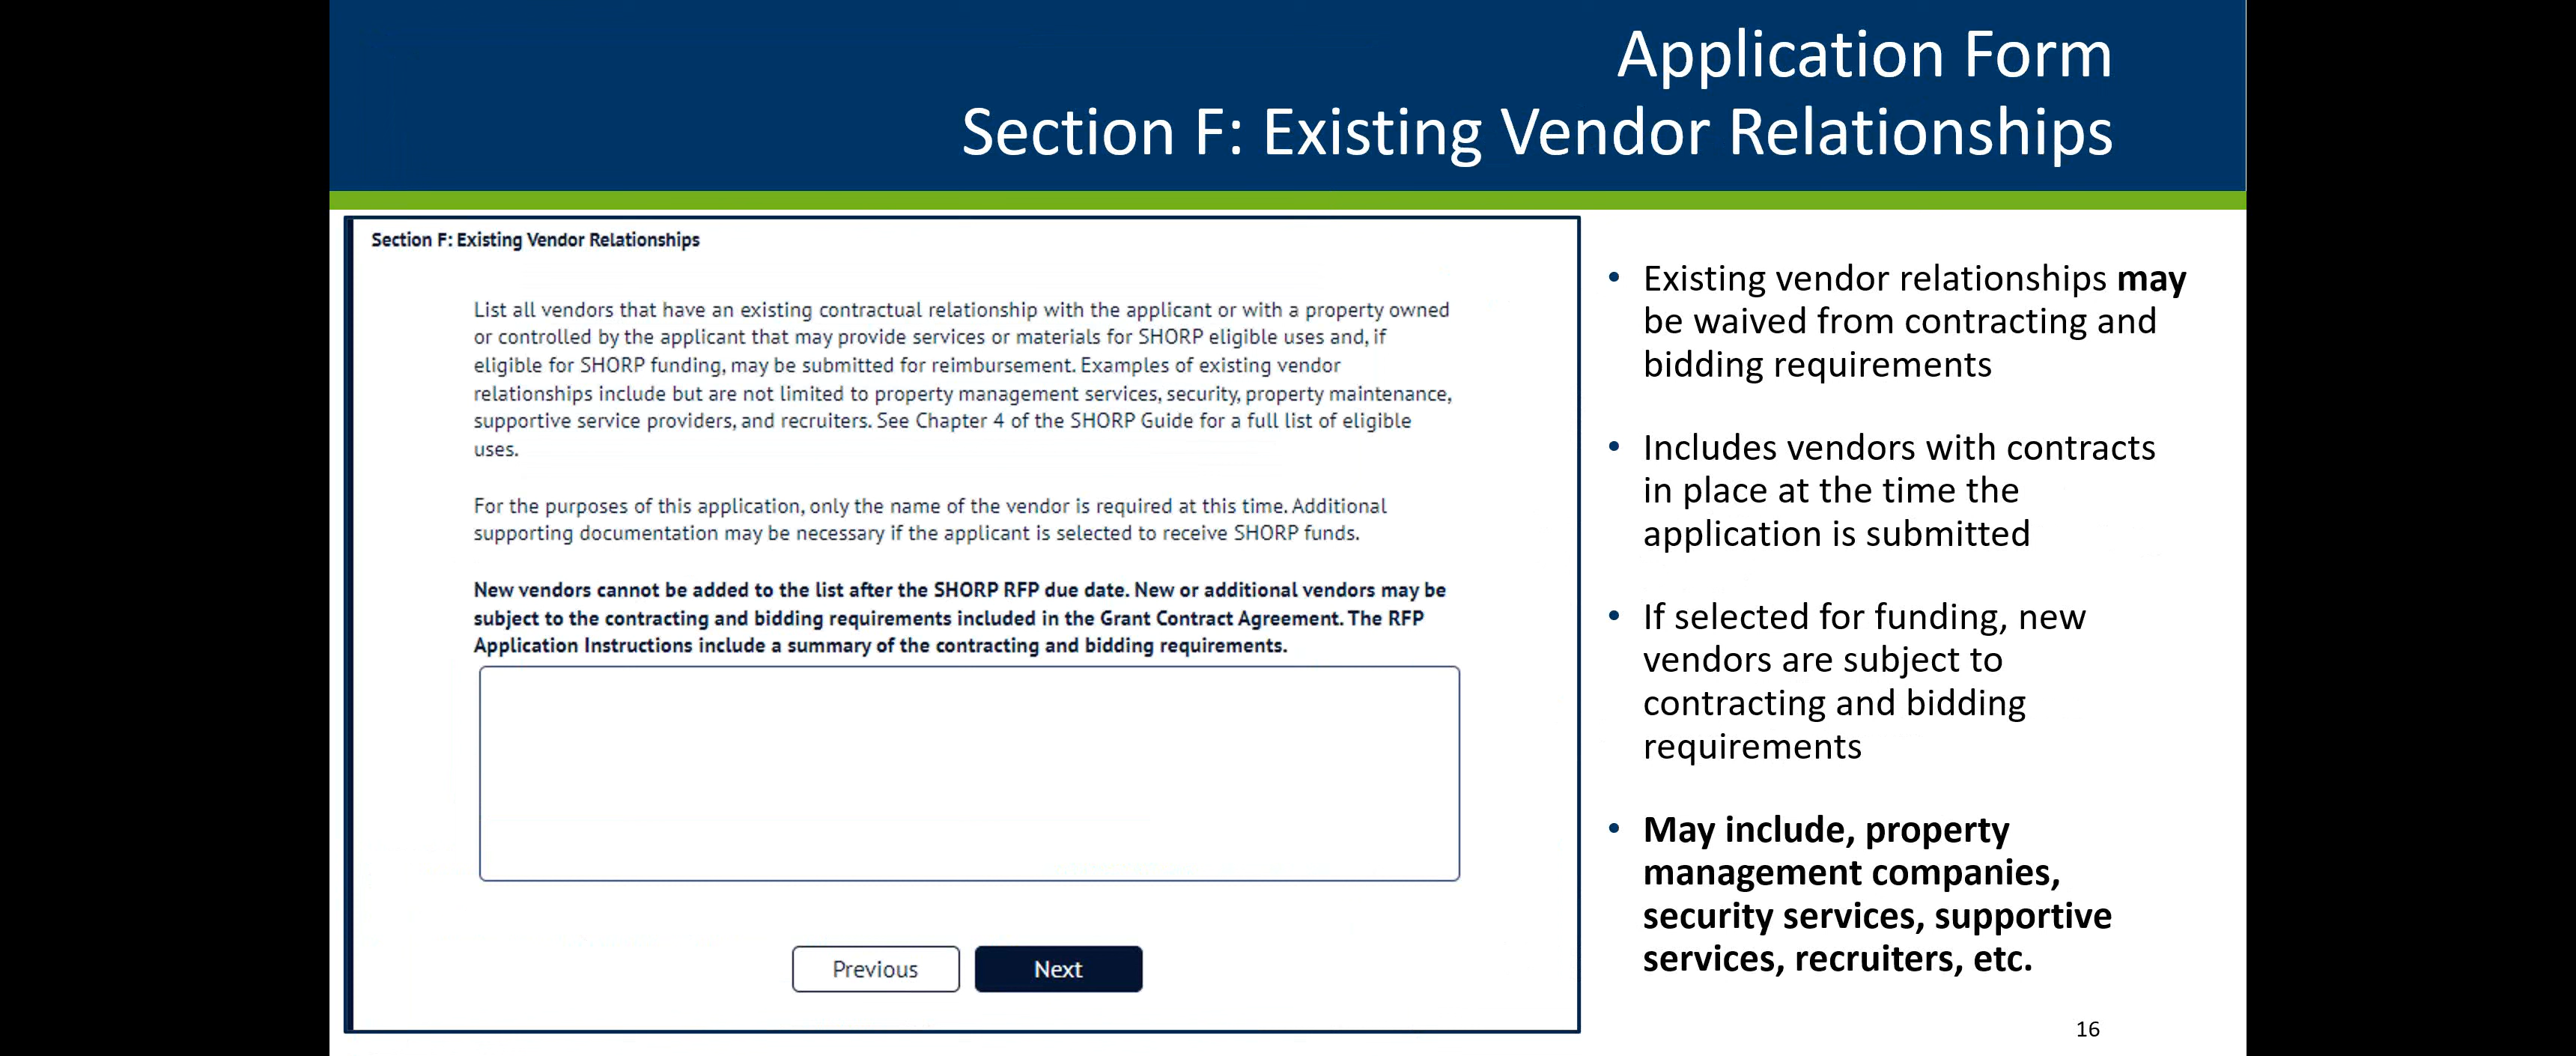 Application Form
Section F: Existing Vendor Relationships
Section F: Existing Vendor Relationships
List all vendors that have an existing contractual relationship with the applicant or with a property owned
or controlled by the applicant that may provide services or materials for SHORP eligible uses and, if
eligible for SHORP funding, may be submitted for reimbursement. Examples of existing vendor
relationships include but are not limited to property management services, security, property maintenance,
supportive service providers, and recruiters. See Chapter 4 of the SHORP Guide for a full list of eligible
uses.
For the purposes of this application, only the name of the vendor is required at this time. Additional
supporting documentation may be necessary if the applicant is selected to receive SHORP funds.
New vendors cannot be added to the list after the SHORP RFP due date. New or additional vendors may be
subject to the contracting and bidding requirements included in the Grant Contract Agreement. The RFP
Application Instructions include a summary of the contracting and bidding requirements.
Previous
Next
• Existing vendor relationships may
be waived from contracting and
bidding requirements
• Includes vendors with contracts
in place at the time the
application is submitted
• If selected for funding, new
vendors are subject to
contracting and bidding
requirements
• May include, property
management companies,
security services, supportive
services, recruiters, etc.
16